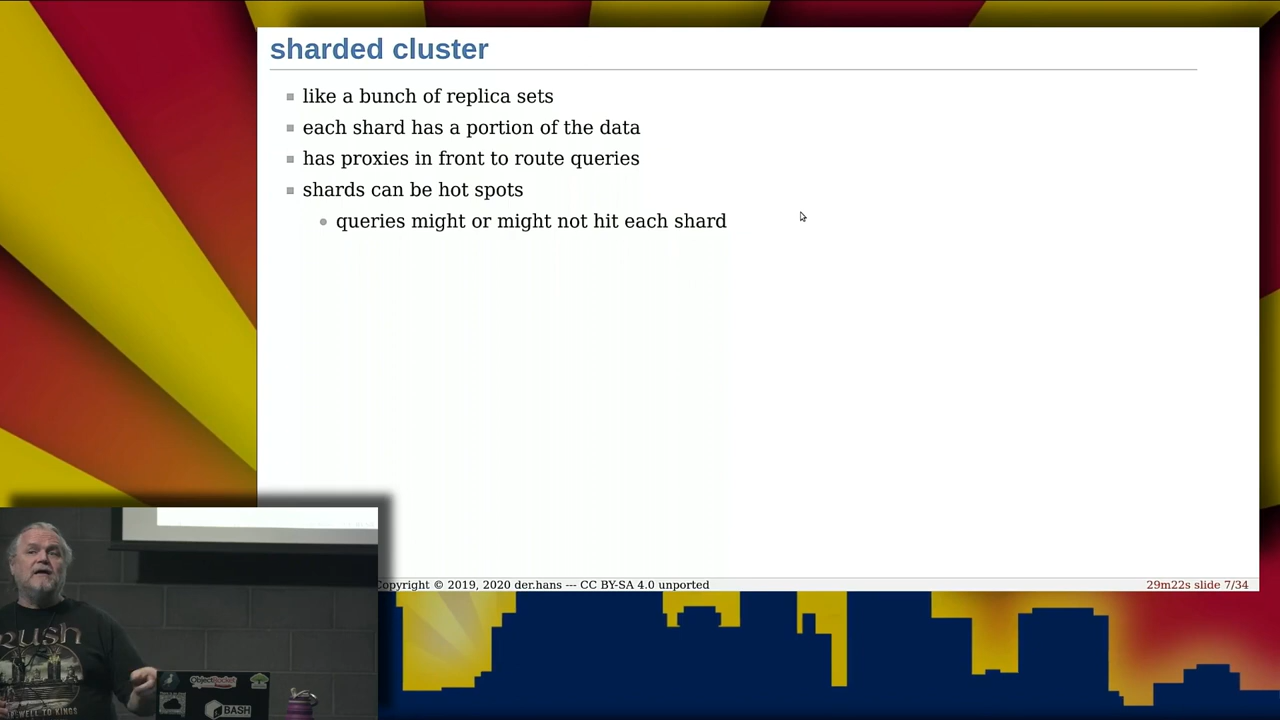 sharded cluster
like a bunch of replica sets
each shard has a portion of the data
has proxies in front to route queries
shards can be hot spots
queries might or might not hit each shard
Copyright © 2019, 2020 der.hans --- CC BY-SA 4.0 unported
29m22s slide 7/34
Rush
ObjectRocket
BASH